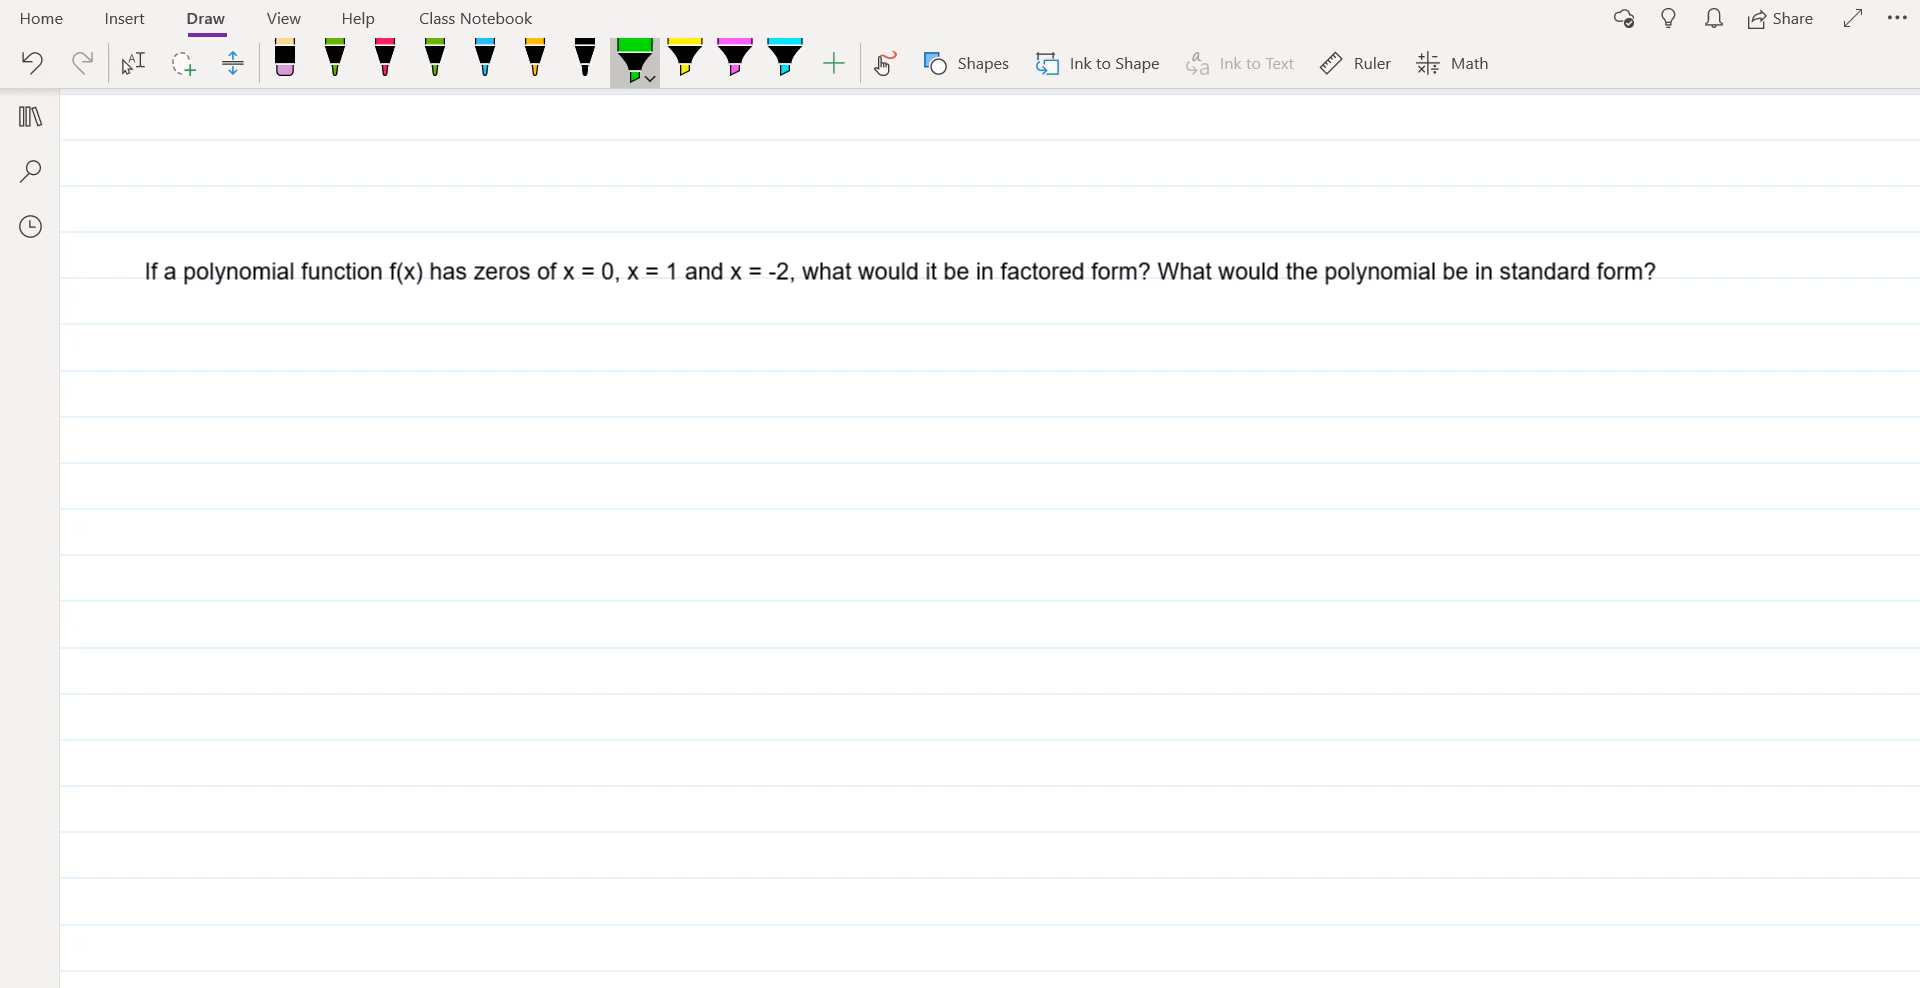 Home Insert Draw View Help Class Notebook Share
Shapes Ink to Shape Ink to Text Ruler Math
If a polynomial function f(x) has zeros of x = 0, x = 1 and x = -2, what would it be in factored form? What would the polynomial be in standard form?